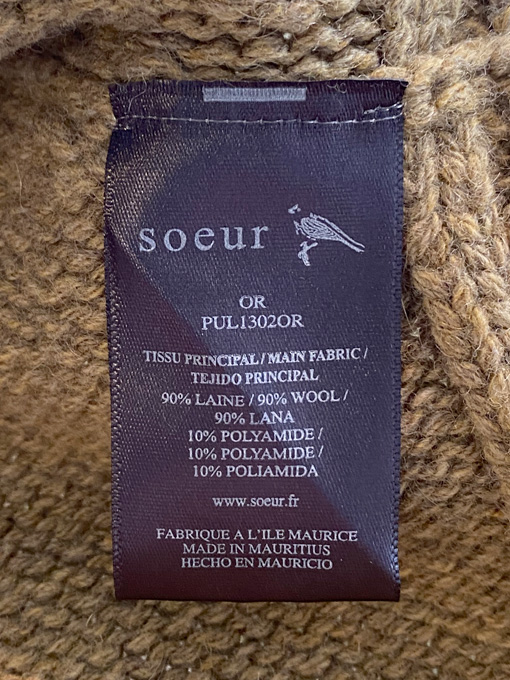 soeur
OR
PUL1302OR
TISSU PRINCIPAL / MAIN FABRIC /
TEJIDO PRINCIPAL
90% LAINE / 90% WOOL /
90% LANA
10% POLYAMIDE /
10% POLYAMIDE /
10% POLIAMIDA
www.soeur.fr
FABRIQUE A L'ILE MAURICE
MADE IN MAURITIUS
HECHO EN MAURICIO